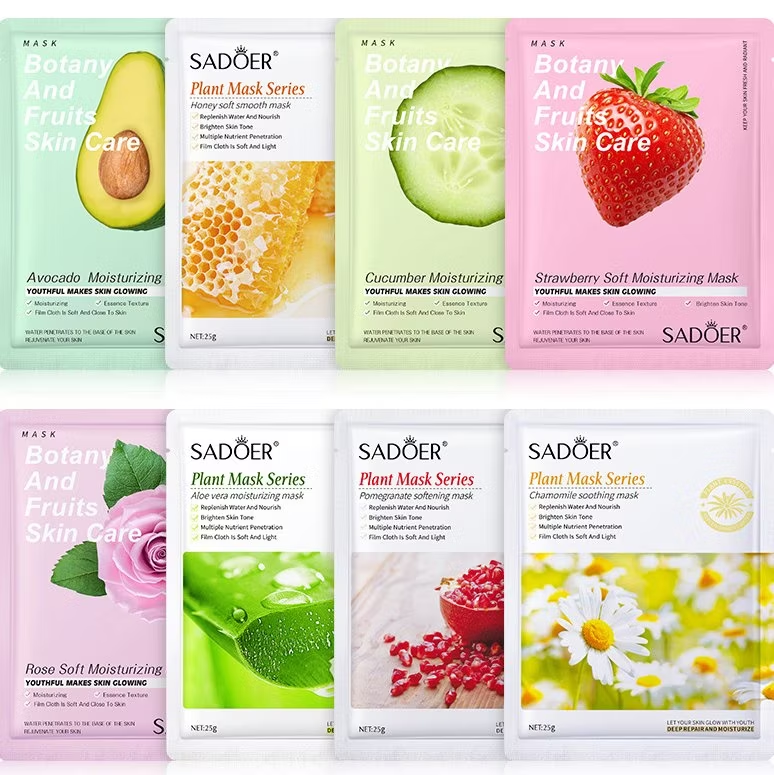 MASK
Botany
And
Fruits
Skin Care
Avocado Moisturizing
YOUTHFUL MAKES SKIN GLOWING
Moisturizing Essence Texture
Film Cloth Is Soft And Close To Skin
WATER PENETRATES TO THE BASE OF THE SKIN
REJUVENATE YOUR SKIN
S
SADOER®
Plant Mask Series
Honey soft smooth mask
Replenish Water And Nourish
Brighten Skin Tone
Multiple Nutrient Penetration
Film Cloth Is Soft And Light
NET:25g
LET
DEE
MASK
Botany
And
Fruits
Skin Care
Cucumber Moisturizing
YOUTHFUL MAKES SKIN GLOWING
Moisturizing Essence Texture
Film Cloth Is Soft And Close To Skin
WATER PENETRATES TO THE BASE OF THE SKIN
REJUVENATE YOUR SKIN
S
MASK
Botany
And
Fruits
Skin Care
KEEP YOUR SKIN FRESH AND RADIANT
Strawberry Soft Moisturizing Mask
YOUTHFUL MAKES SKIN GLOWING
Moisturizing Essence Texture Brighten Skin Tone
Film Cloth Is Soft And Close To Skin
WATER PENETRATES TO THE BASE OF THE SKIN
REJUVENATE YOUR SKIN
SADOER®
MASK
Botany
And
Fruits
Skin Care
Rose Soft Moisturizing
YOUTHFUL MAKES SKIN GLOWING
Moisturizing Essence Texture
Film Cloth Is Soft And Close To Skin
WATER PENETRATES TO THE BASE OF THE SKIN
REJUVENATE YOUR SKIN
S
SADOER®
Plant Mask Series
Aloe vera moisturizing mask
Replenish Water And Nourish
Brighten Skin Tone
Multiple Nutrient Penetration
Film Cloth Is Soft And Light
NET:25g
LET
DE
SADOER®
Plant Mask Series
Pomegranate softening mask
Replenish Water And Nourish
Brighten Skin Tone
Multiple Nutrient Penetration
Film Cloth Is Soft And Light
NET:25g
LET
DE
SADOER®
Plant Mask Series
Chamomile soothing mask
Replenish Water And Nourish
Brighten Skin Tone
Multiple Nutrient Penetration
Film Cloth Is Soft And Light
NET:25g
LET YOUR SKIN GLOW WITH YOUTH
DEEP REPAIR AND MOISTURIZE